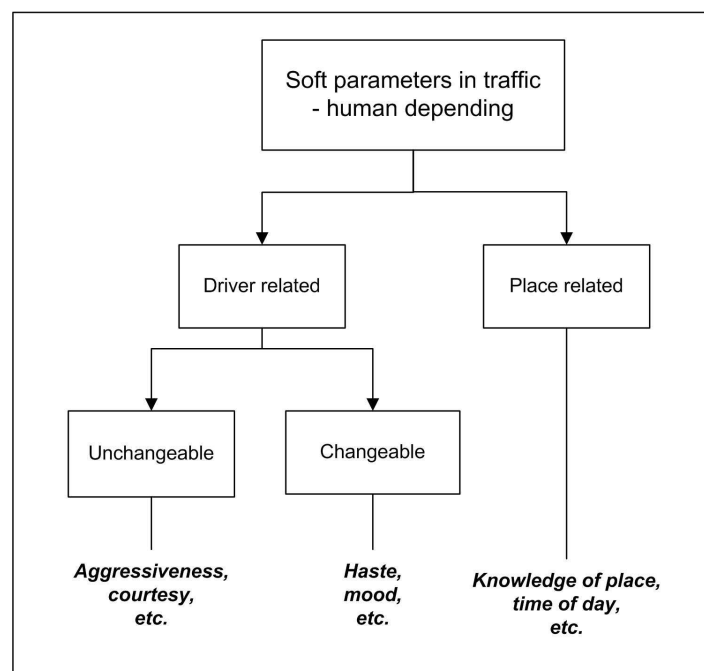 Soft parameters in traffic
- human depending
Driver related
Place related
Unchangeable
Changeable
Aggressiveness,
courtesy,
etc.
Haste,
mood,
etc.
Knowledge of place,
time of day,
etc.